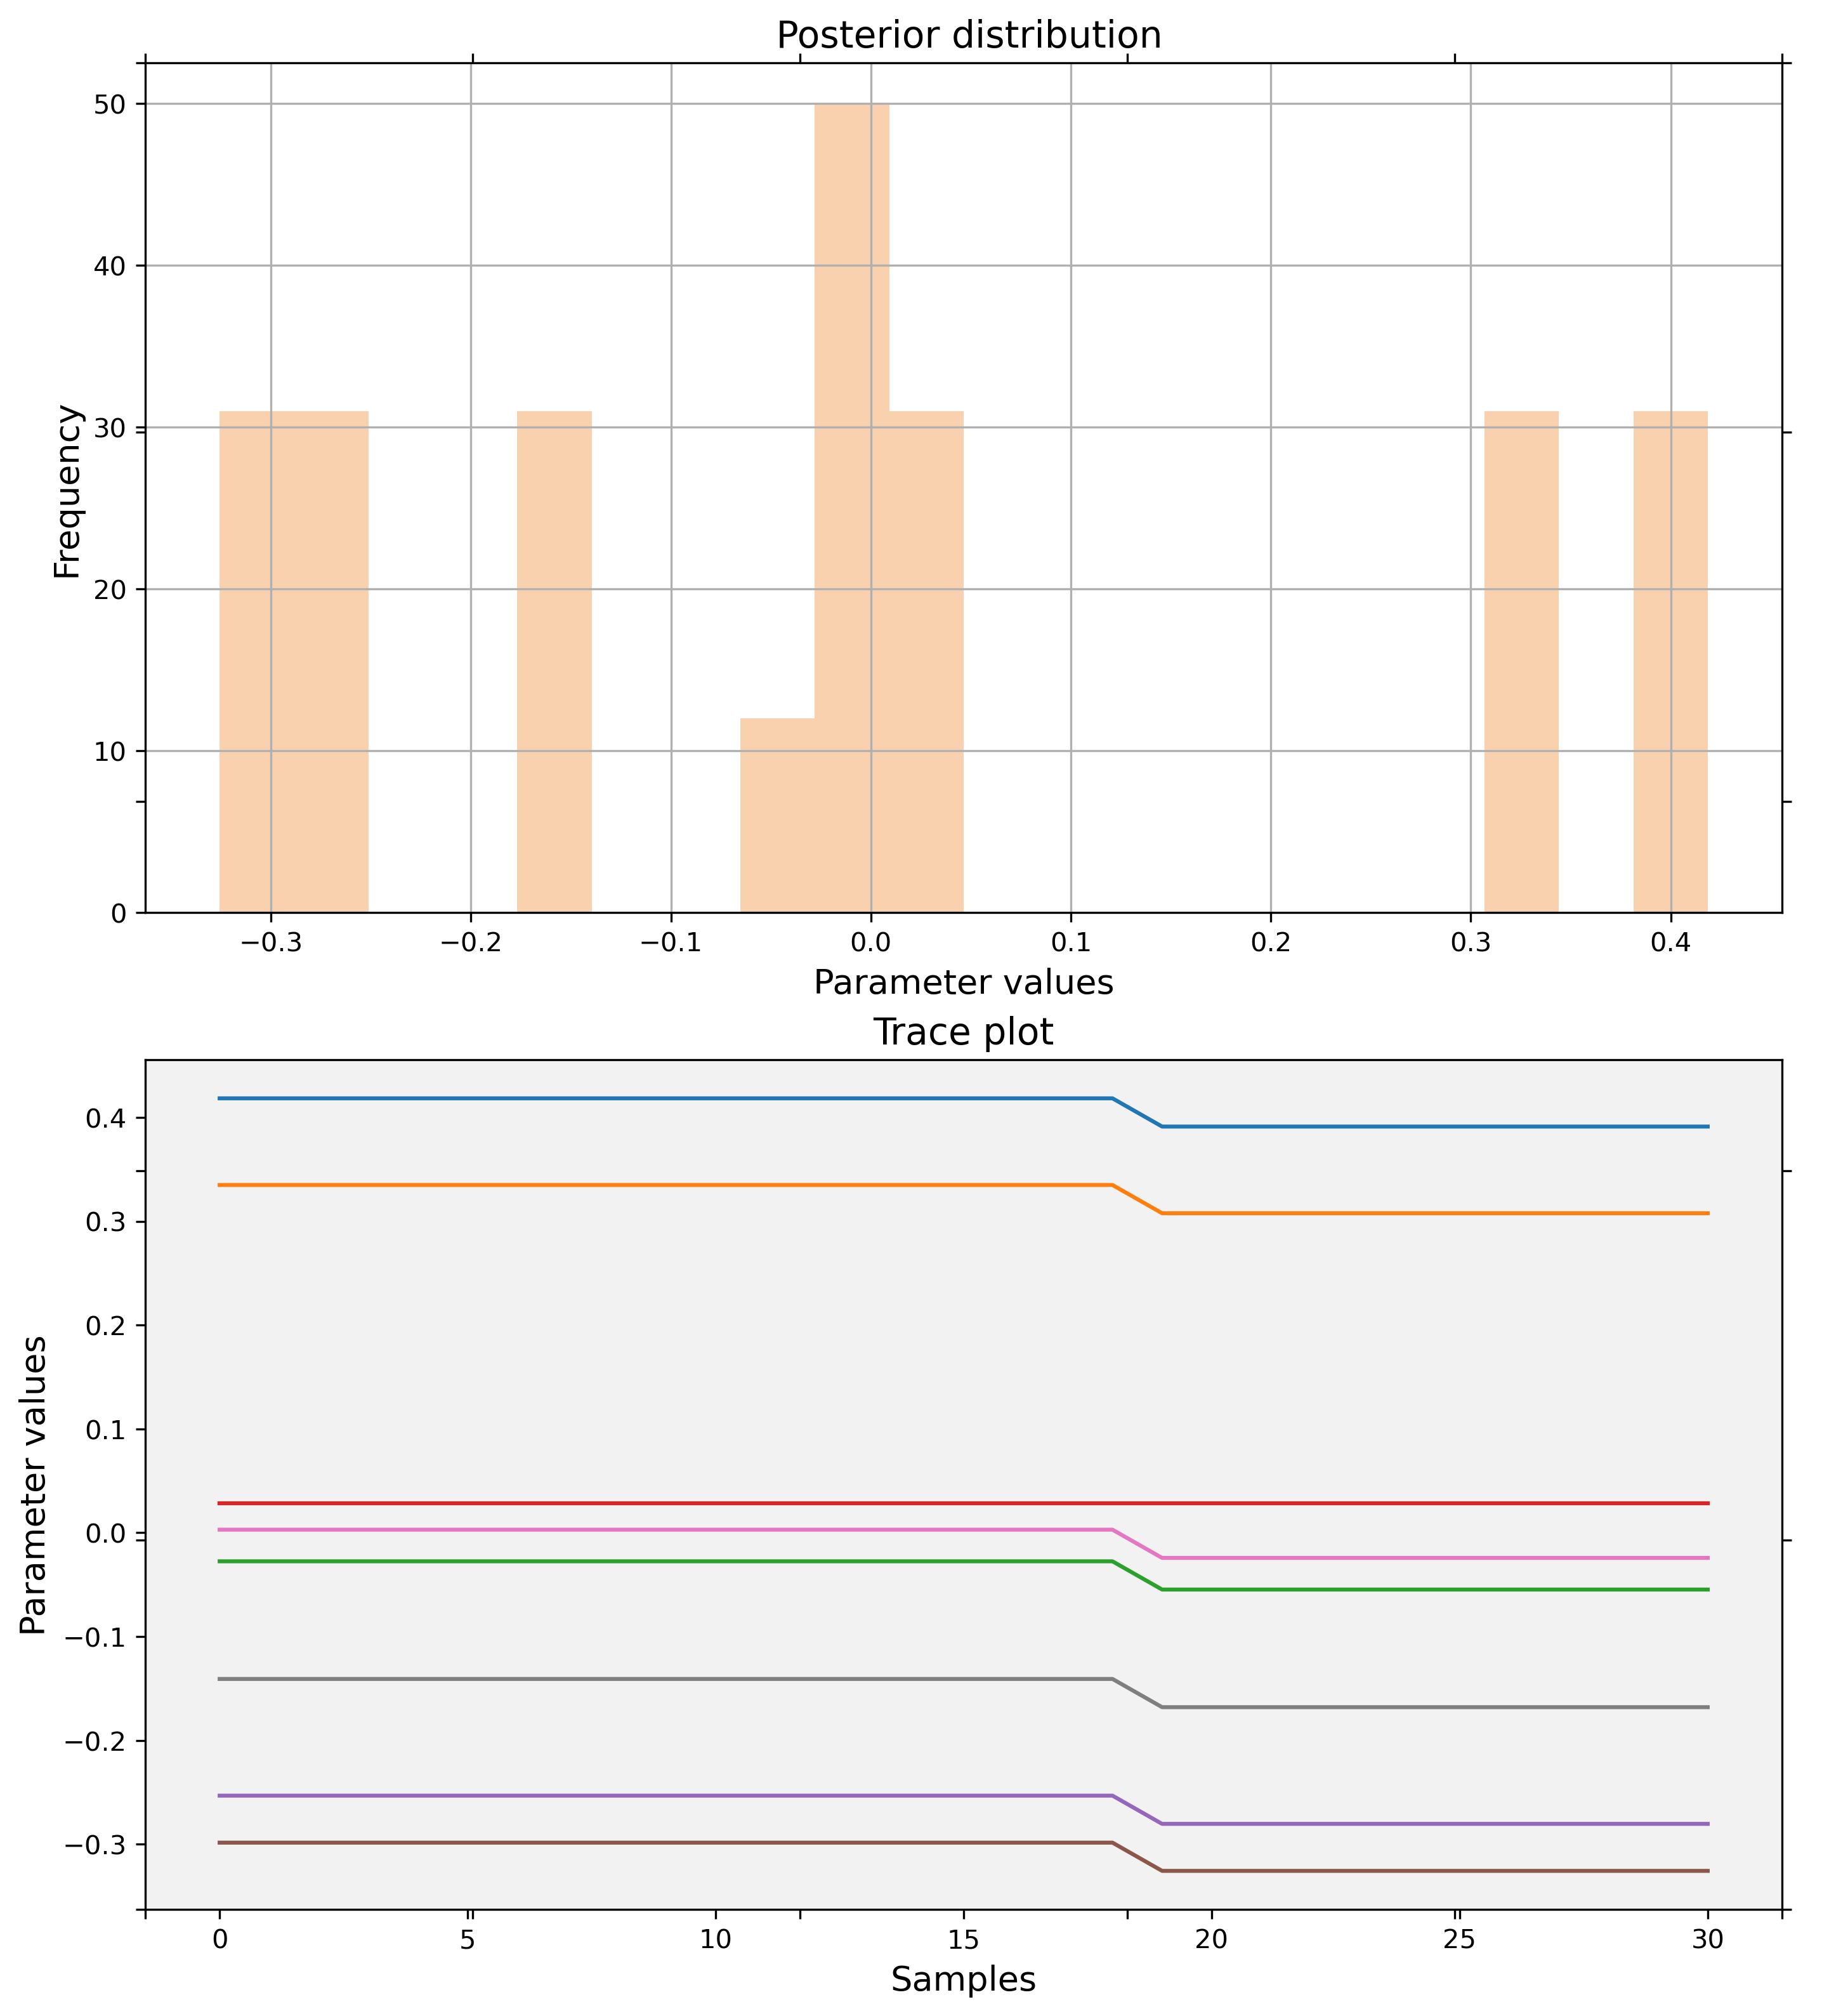 Posterior distribution
50
40
30
20
10
0
Frequency
−0.3 −0.2 −0.1 0.0 0.1 0.2 0.3 0.4
Parameter values
Trace plot
0.4
0.3
0.2
0.1
0.0
−0.1
−0.2
−0.3
Parameter values
0 5 10 15 20 25 30
Samples